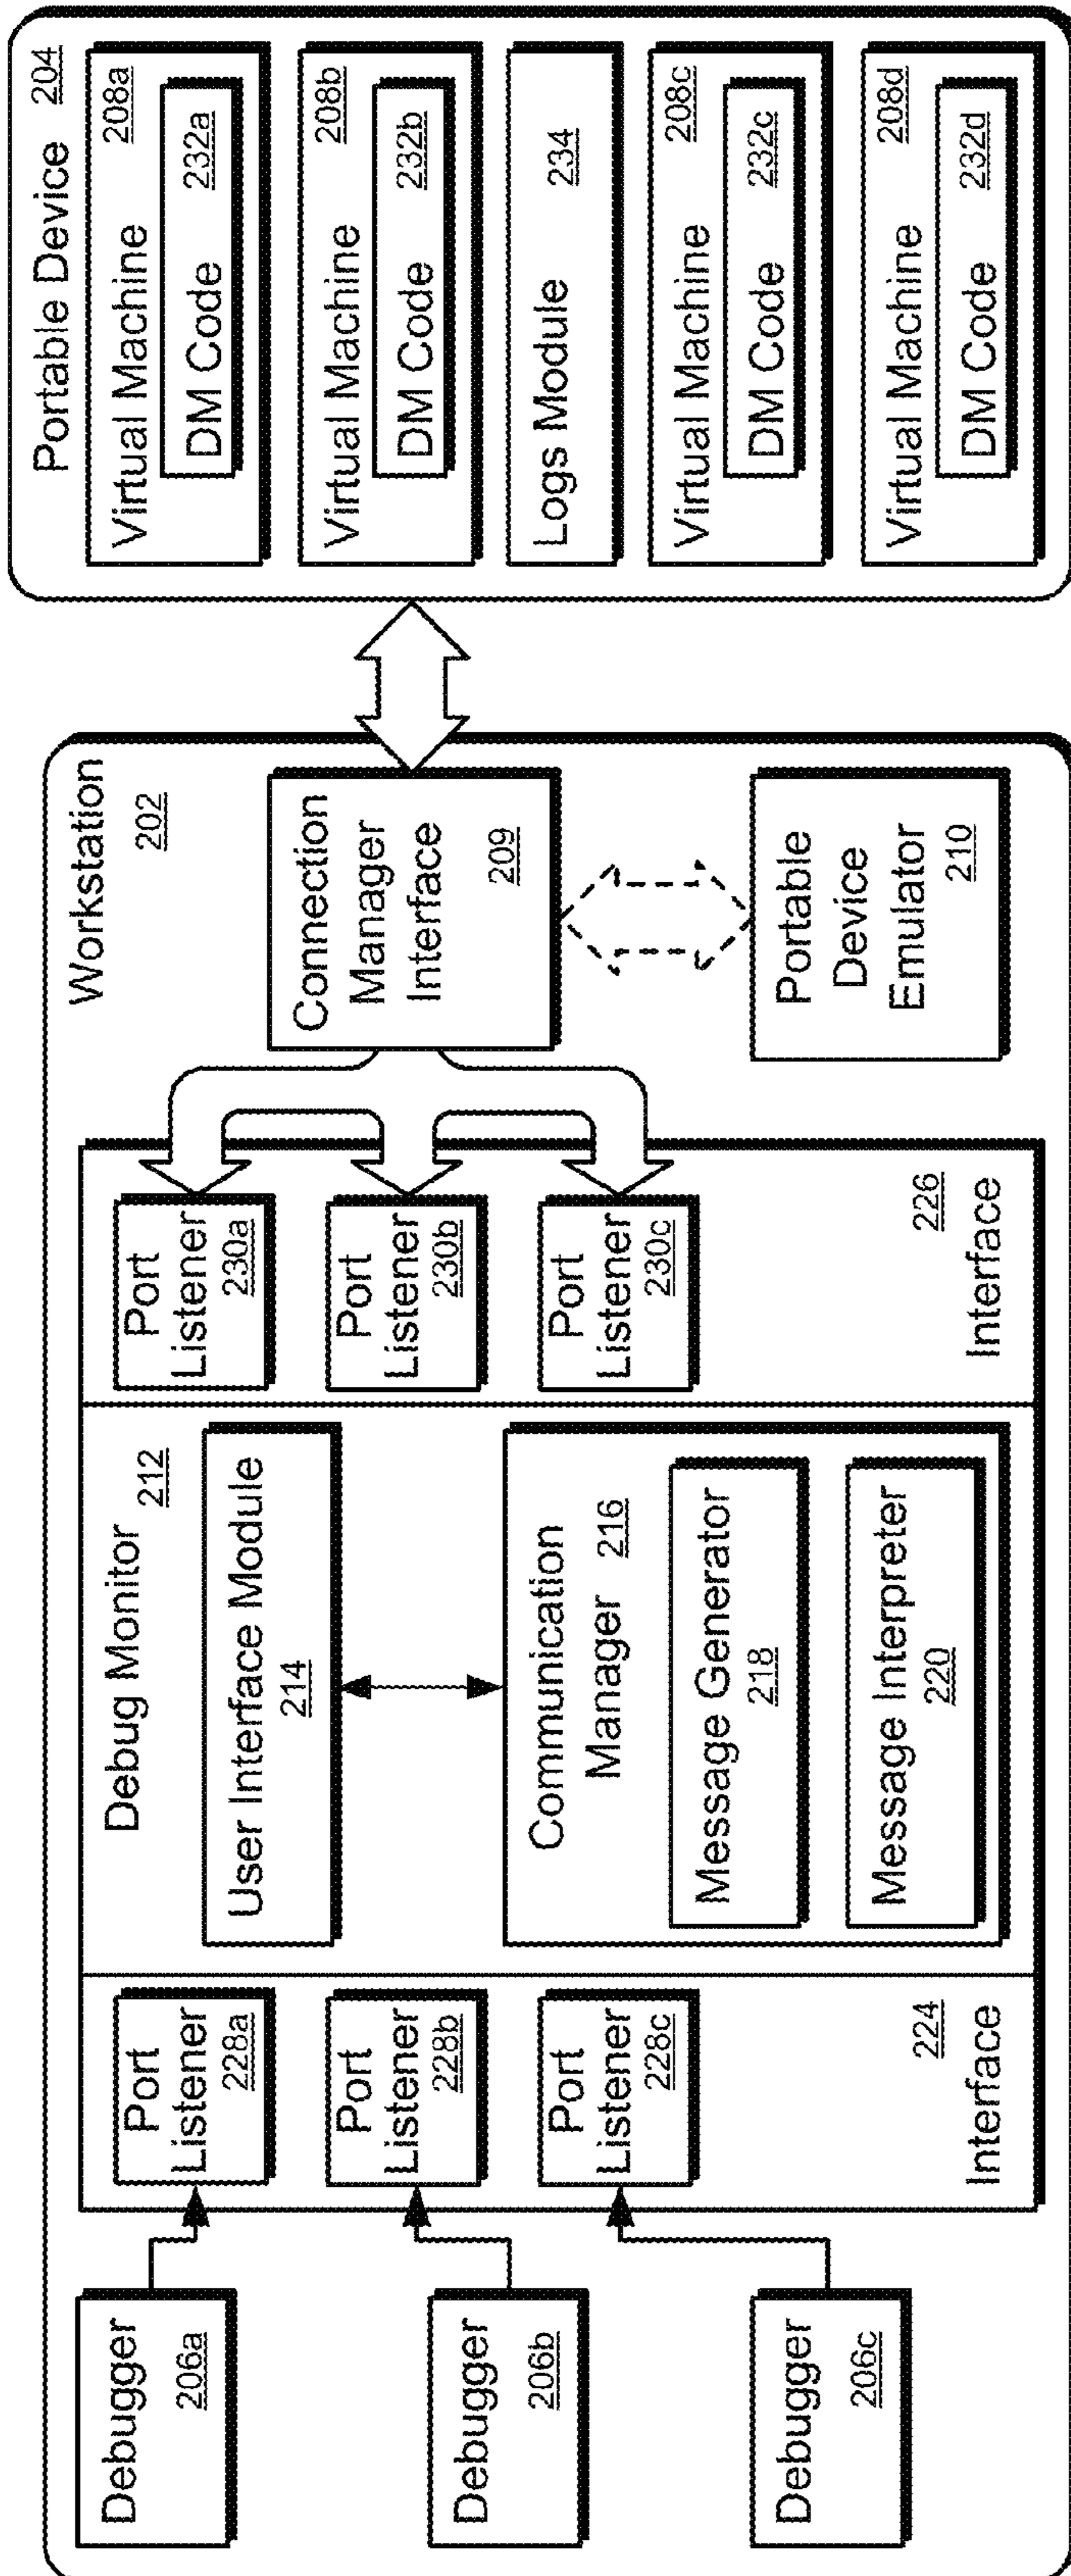 Workstation
202
Debugger
206a
Debugger
206b
Debugger
206c
Port
Listener
228a
Port
Listener
228b
Port
Listener
228c
224
Interface
Debug Monitor
212
User Interface Module
214
Communication
Manager 216
Message Generator
218
Message Interpreter
220
Port
Listener
230a
Port
Listener
230b
Port
Listener
230c
226
Interface
Connection
Manager
Interface
209
Portable
Device
Emulator
210
Portable Device 204
Virtual Machine 208a
DM Code 232a
Virtual Machine 208b
DM Code 232b
Logs Module 234
Virtual Machine 208c
DM Code 232c
Virtual Machine 208d
DM Code 232d